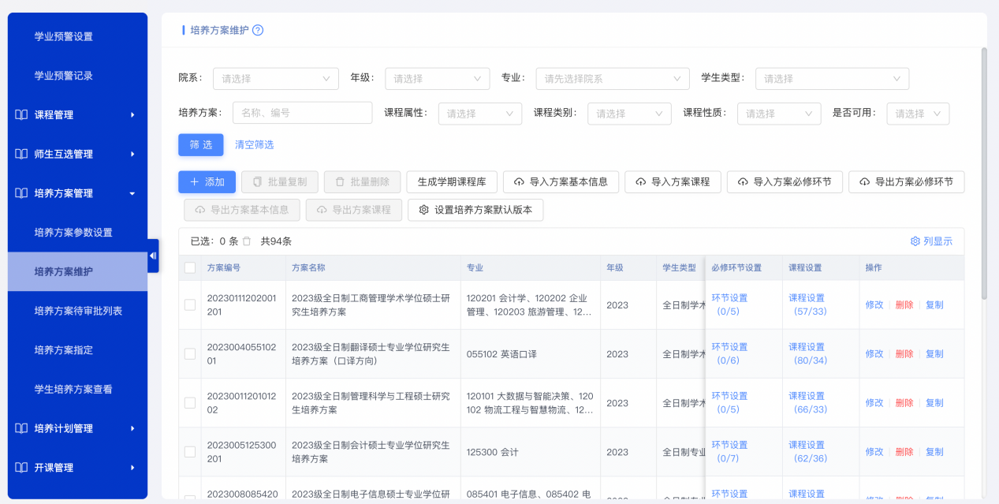 学业预警设置
学业预警记录
课程管理
师生互选管理
培养方案管理
培养方案参数设置
培养方案维护
培养方案待审批列表
培养方案指定
学生培养方案查看
培养计划管理
开课管理
培养方案维护
院系: 请选择 年级: 请选择 专业: 请先选择院系 学生类型: 请选择
培养方案: 名称、编号 课程属性: 请选择 课程类别: 请选择 课程性质: 请选择 是否可用: 请选择
筛 选 清空筛选
添加 批量复制 批量删除 生成学期课程库 导入方案基本信息 导入方案课程 导入方案必修环节 导出方案必修环节
导出方案基本信息 导出方案课程 设置培养方案默认版本
已选: 0 条 共94条 列显示
方案编号 方案名称 专业 年级 学生类型 必修环节设置 课程设置 操作
20230111202001 2023级全日制工商管理学术学位硕士研 120201 会计学、120202 企业 环节设置 课程设置
201 究生培养方案 管理、120203 旅游管理、12... 2023 全日制学术 (0/5) (57/33) 修改 删除 复制
2023004055102 2023级全日制翻译硕士专业学位研究生 环节设置 课程设置
01 培养方案（口译方向） 055102 英语口译 2023 全日制学术 (0/6) (80/34) 修改 删除 复制
20230011201012 2023级全日制管理科学与工程硕士研究 120101 大数据与智能决策、120 环节设置 课程设置
02 生培养方案 102 物流工程与智慧物流、12... 2023 全日制学术 (0/5) (66/33) 修改 删除 复制
2023005125300 2023级全日制会计硕士专业学位研究生 环节设置 课程设置
201 培养方案 125300 会计 2023 全日制专业 (0/7) (62/36) 修改 删除 复制
2023008085420 2023级全日制电子信息硕士专业学位研 085401 电子信息、085402 电 环节设置 课程设置